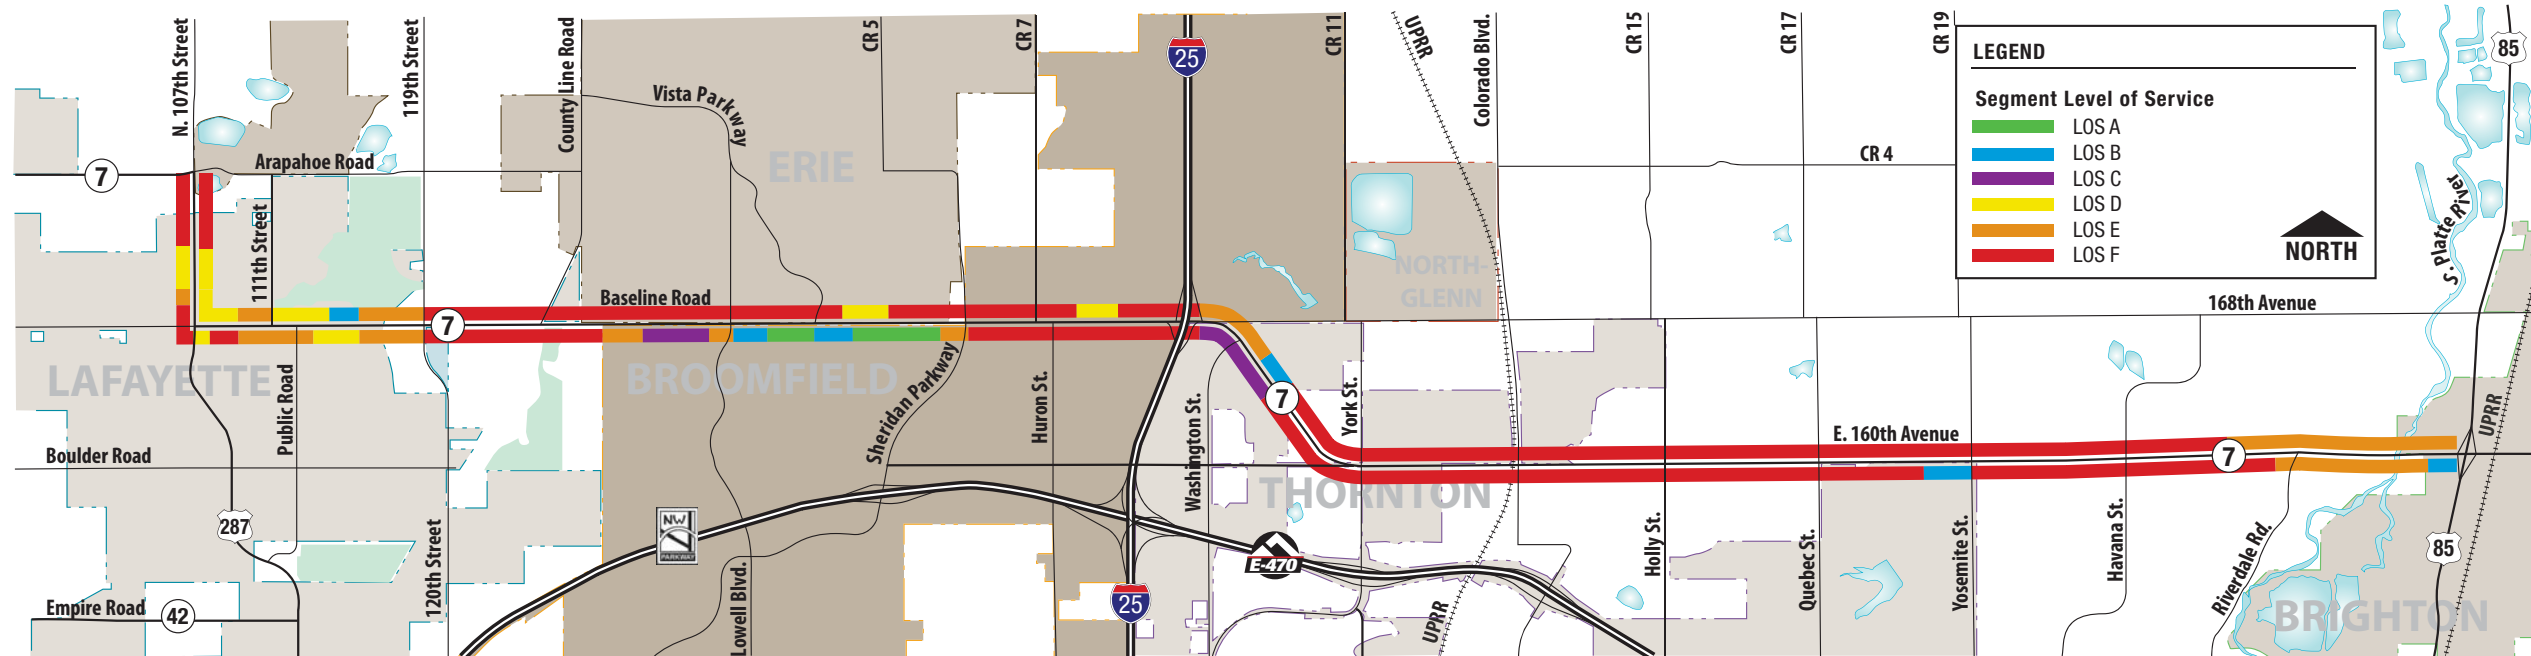 N. 107th Street
119th Street
County Line Road
CR 5
CR 7
25
CR 11
UPRR
Colorado Blvd.
CR 15
CR 17
CR 19
85
LEGEND
Segment Level of Service
LOS A
LOS B
LOS C
LOS D
LOS E
LOS F
NORTH
Vista Parkway
ERIE
Arapahoe Road
7
CR 4
S. Platte River
111th Street
NORTH-
GLENN
Baseline Road
7
168th Avenue
LAFAYETTE
BROOMFIELD
Public Road
Sheridan Parkway
Huron St.
Washington St.
7
York St.
E. 160th Avenue
7
UPRR
Boulder Road
THORNTON
287
120th Street
NW
PARKWAY
Lowell Blvd.
E-470
25
UPRR
Holly St.
Quebec St.
Yosemite St.
Havana St.
Riverdale Rd.
85
BRIGHTON
Empire Road
42